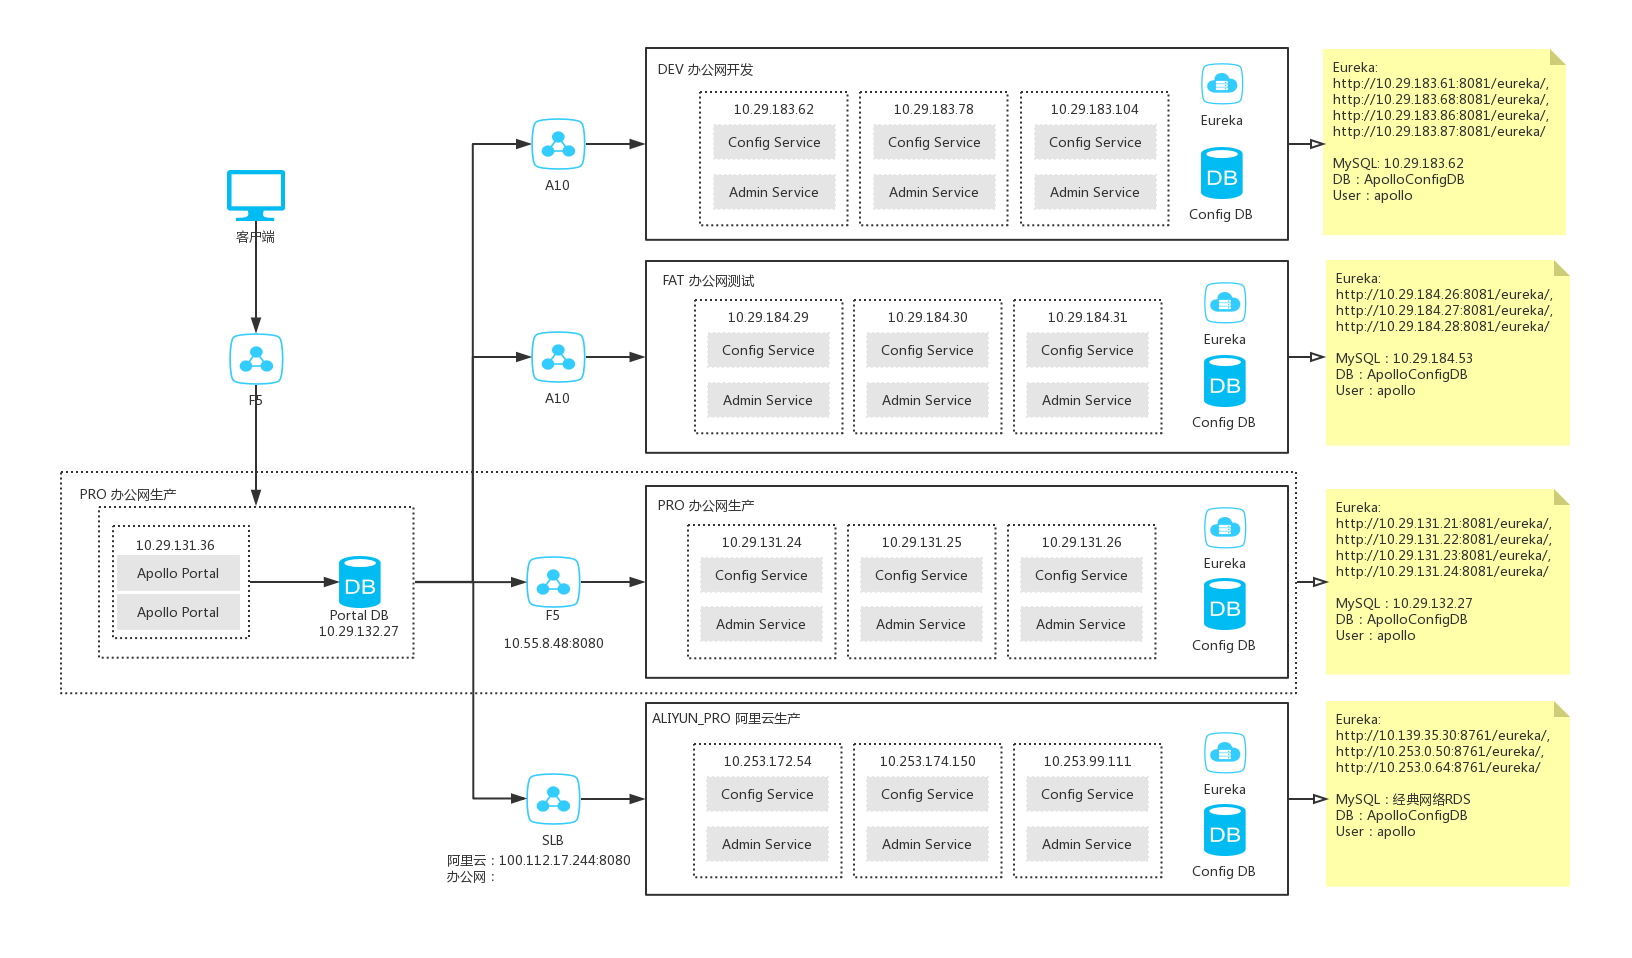 客户端
F5
PRO 办公网生产
10.29.131.36
Apollo Portal
Apollo Portal
DB
Portal DB
10.29.132.27
A10
A10
F5
10.55.8.48:8080
SLB
阿里云：100.112.17.244:8080
办公网：
DEV 办公网开发
10.29.183.62
Config Service
Admin Service
10.29.183.78
Config Service
Admin Service
10.29.183.104
Config Service
Admin Service
Eureka
DB
Config DB
Eureka:
http://10.29.183.61:8081/eureka/,
http://10.29.183.68:8081/eureka/,
http://10.29.183.86:8081/eureka/,
http://10.29.183.87:8081/eureka/
MySQL: 10.29.183.62
DB：ApolloConfigDB
User：apollo
FAT 办公网测试
10.29.184.29
Config Service
Admin Service
10.29.184.30
Config Service
Admin Service
10.29.184.31
Config Service
Admin Service
Eureka
DB
Config DB
Eureka:
http://10.29.184.26:8081/eureka/,
http://10.29.184.27:8081/eureka/,
http://10.29.184.28:8081/eureka/
MySQL：10.29.184.53
DB：ApolloConfigDB
User：apollo
PRO 办公网生产
10.29.131.24
Config Service
Admin Service
10.29.131.25
Config Service
Admin Service
10.29.131.26
Config Service
Admin Service
Eureka
DB
Config DB
Eureka:
http://10.29.131.21:8081/eureka/,
http://10.29.131.22:8081/eureka/,
http://10.29.131.23:8081/eureka/,
http://10.29.131.24:8081/eureka/
MySQL：10.29.132.27
DB：ApolloConfigDB
User：apollo
ALIYUN_PRO 阿里云生产
10.253.172.54
Config Service
Admin Service
10.253.174.150
Config Service
Admin Service
10.253.99.111
Config Service
Admin Service
Eureka
DB
Config DB
Eureka:
http://10.139.35.30:8761/eureka/,
http://10.253.0.50:8761/eureka/,
http://10.253.0.64:8761/eureka/
MySQL：经典网络RDS
DB：ApolloConfigDB
User：apollo